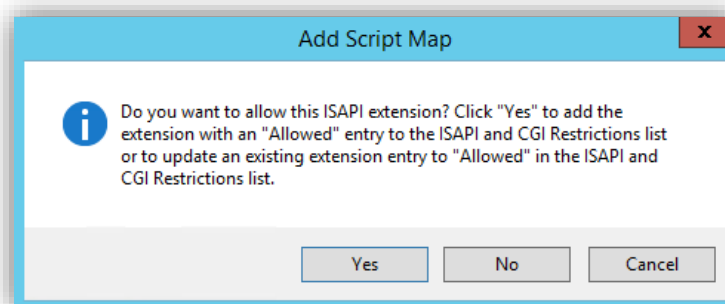 Add Script Map
x
Do you want to allow this ISAPI extension? Click "Yes" to add the
extension with an "Allowed" entry to the ISAPI and CGI Restrictions list
or to update an existing extension entry to "Allowed" in the ISAPI and
CGI Restrictions list.
Yes No Cancel